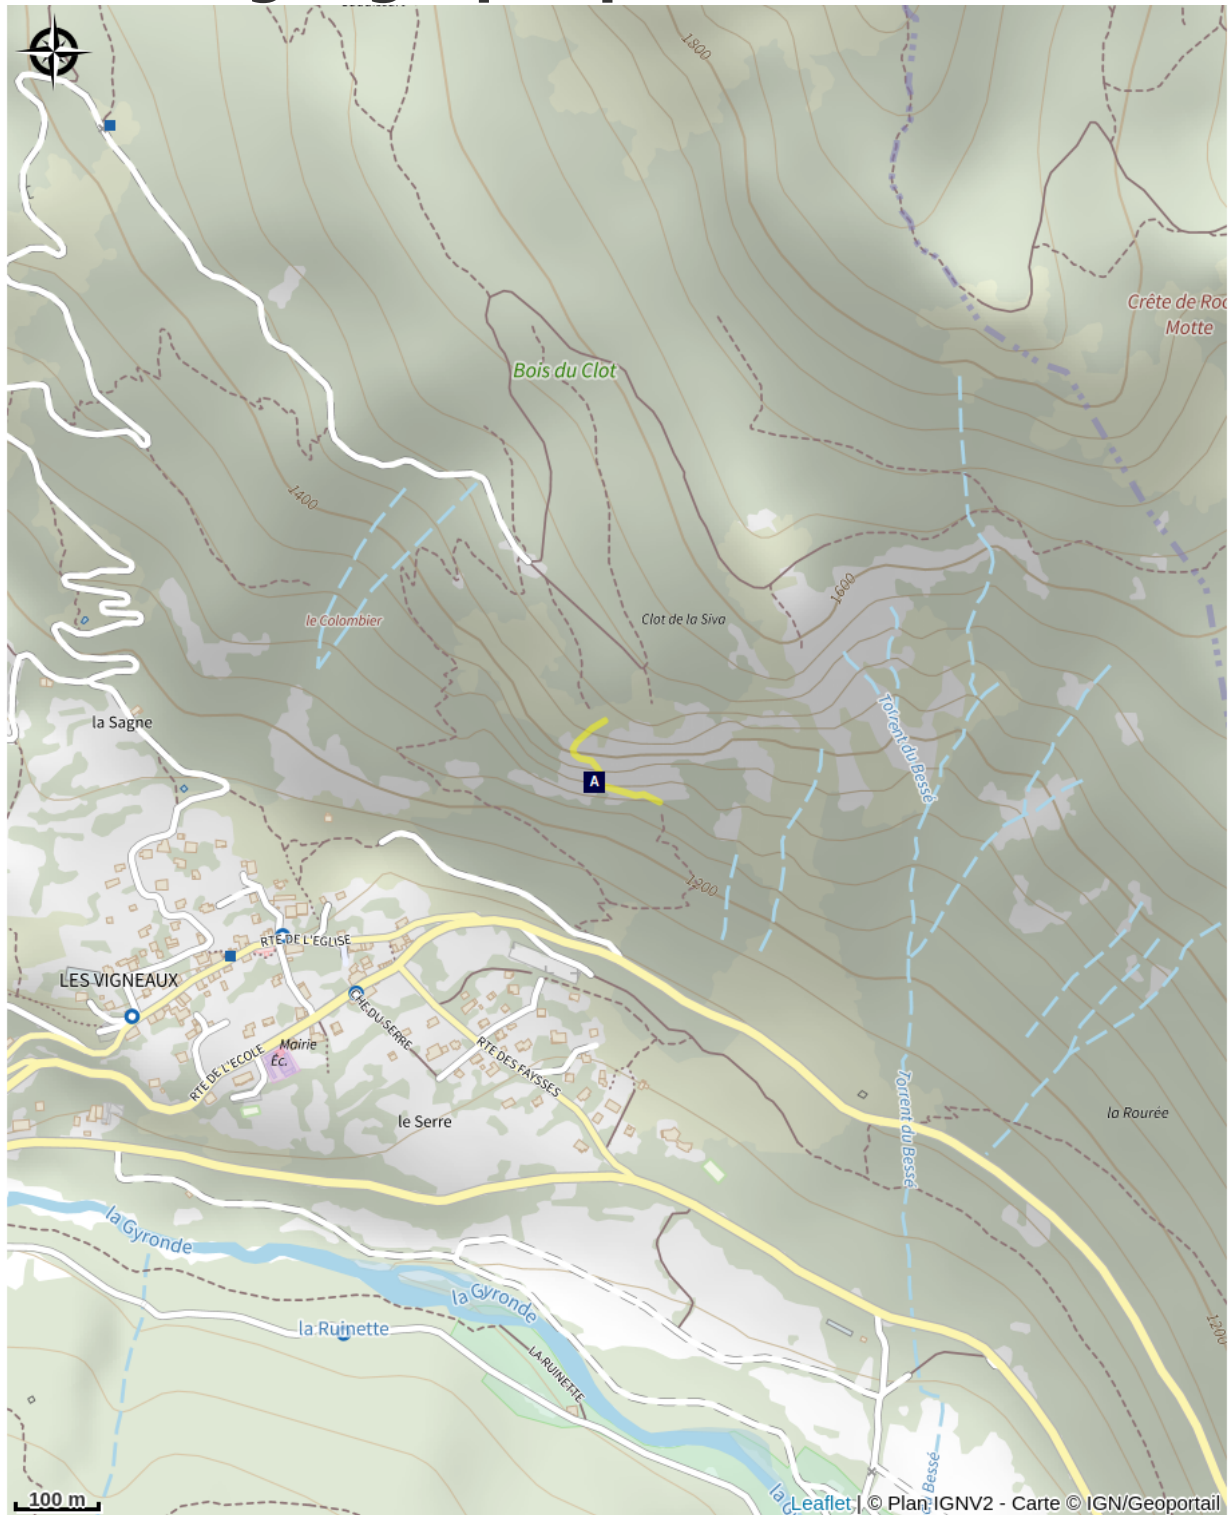 1800
Crête de Roc
Motte
Bois du Clot
1400
1600
le Colombier
Clot de la Siva
la Sagne
Torrent du Bessé
A
1200
RTE DE L'EGLISE
LES VIGNEAUX
CHE DU SERRE
Mairie
Éc.
RTE DE L'ECOLE
RTE DES FAYSSES
le Serre
Torrent du Bessé
la Rourée
la Gyronde
la Gyronde
la Ruinette
1200
LA RUINETTE
u Bessé
la G
100 m
Leaflet | © Plan IGNV2 - Carte © IGN/Geoportail